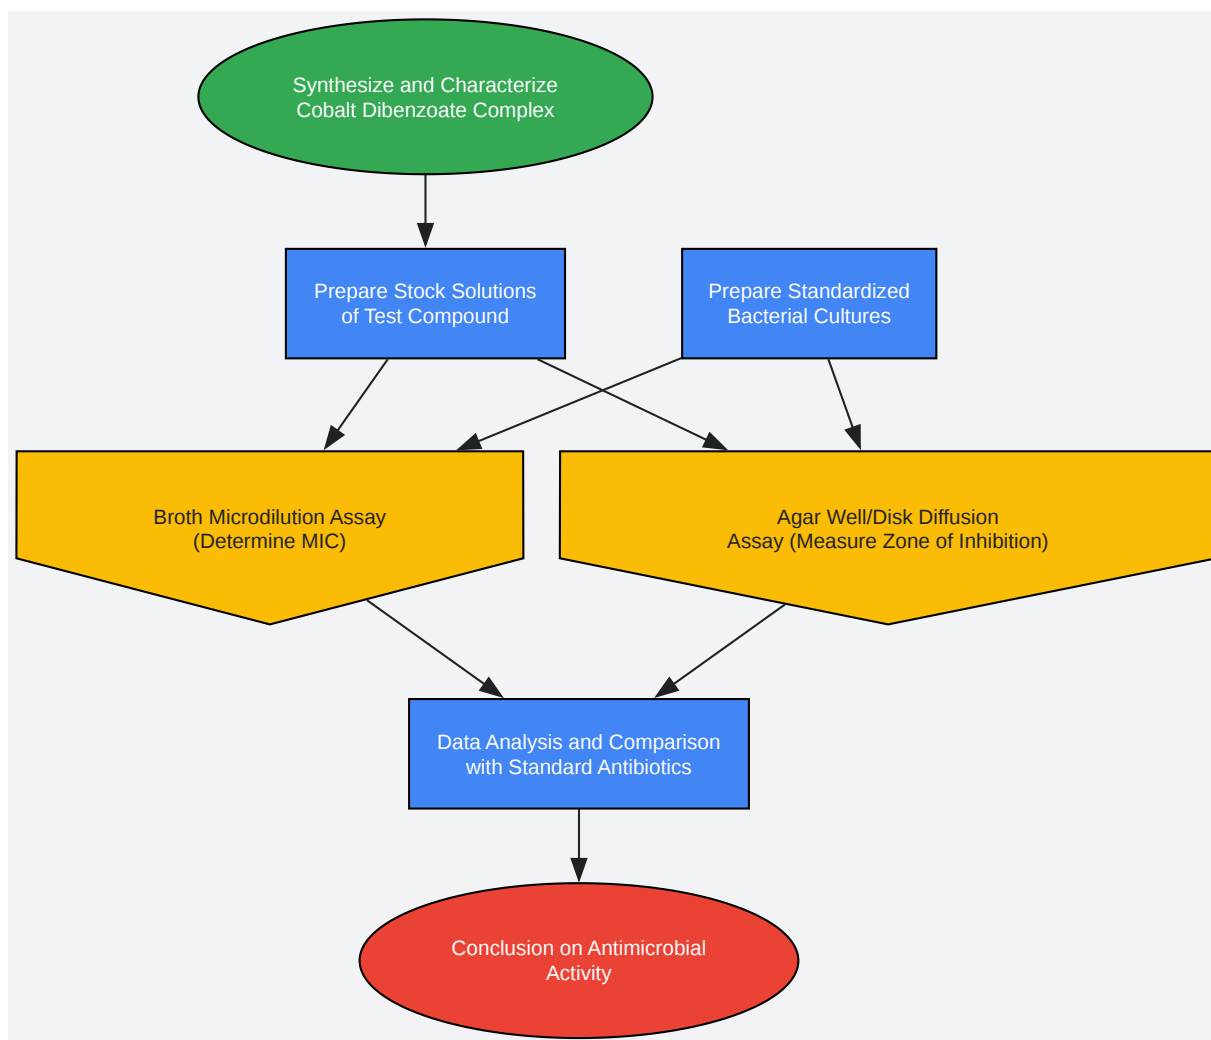 Synthesize and Characterize
Cobalt Dibenzoate Complex
Prepare Stock Solutions
of Test Compound
Prepare Standardized
Bacterial Cultures
Broth Microdilution Assay
(Determine MIC)
Agar Well/Disk Diffusion
Assay (Measure Zone of Inhibition)
Data Analysis and Comparison
with Standard Antibiotics
Conclusion on Antimicrobial
Activity